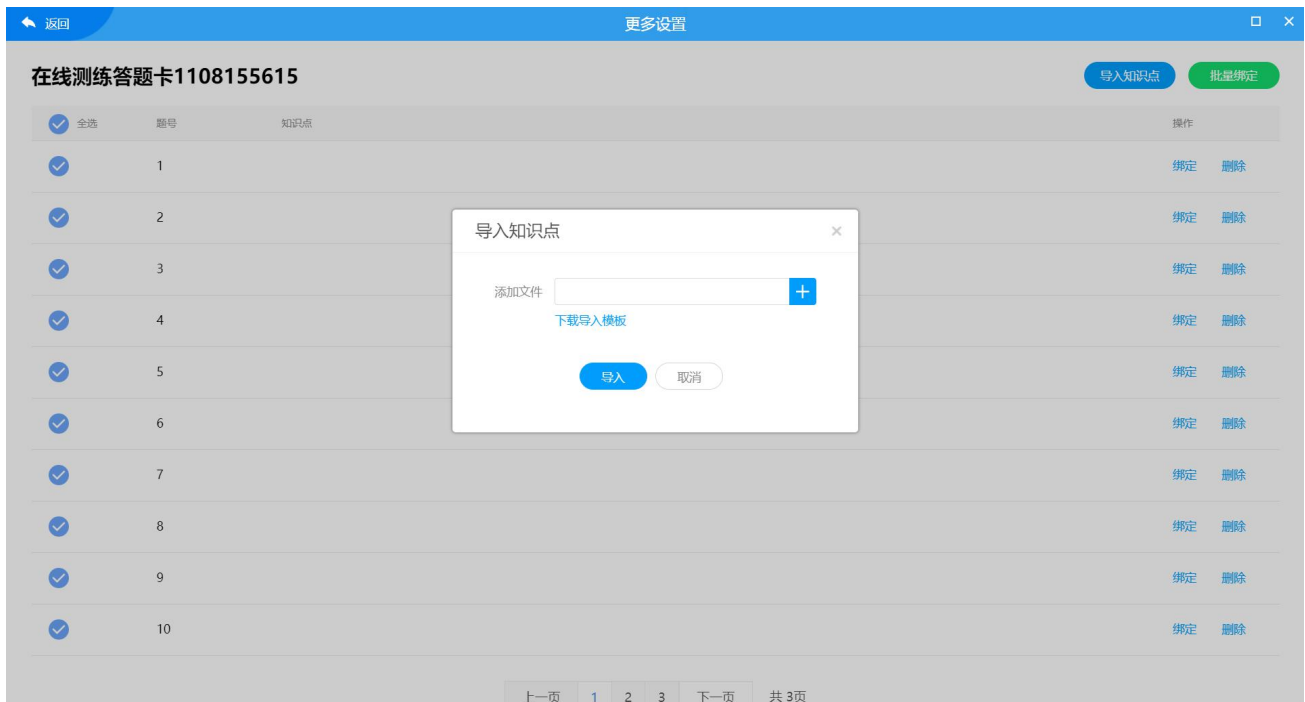 返回 更多设置
在线测练答题卡1108155615 导入知识点 批量绑定
全选 题号 知识点 操作
1 绑定 删除
2 绑定 删除
导入知识点
3 绑定 删除
添加文件
4 下载导入模板 绑定 删除
5 导入 取消 绑定 删除
6 绑定 删除
7 绑定 删除
8 绑定 删除
9 绑定 删除
10 绑定 删除
上一页 1 2 3 下一页 共 3页